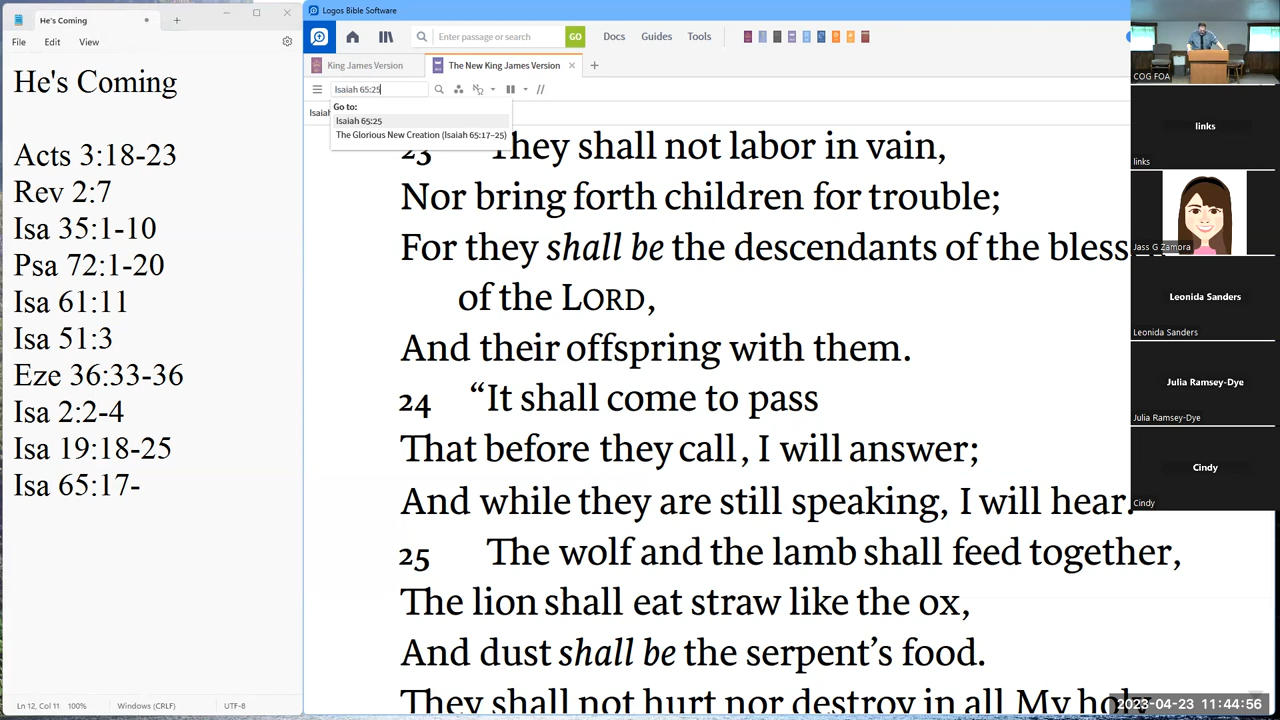 He's Coming
File Edit View
He's Coming
Acts 3:18-23
Rev 2:7
Isa 35:1-10
Psa 72:1-20
Isa 61:11
Isa 51:3
Eze 36:33-36
Isa 2:2-4
Isa 19:18-25
Isa 65:17-
Ln 12, Col 11 100% Windows (CRLF) UTF-8
Logos Bible Software
Enter passage or search GO Docs Guides Tools
King James Version The New King James Version
Isaiah 65:25
Isaiah
Go to:
Isaiah 65:25
The Glorious New Creation (Isaiah 65:17–25)
23 They shall not labor in vain,
Nor bring forth children for trouble;
For they shall be the descendants of the bless
of the LORD,
And their offspring with them.
24 “It shall come to pass
That before they call, I will answer;
And while they are still speaking, I will hear.
25 The wolf and the lamb shall feed together,
The lion shall eat straw like the ox,
And dust shall be the serpent’s food.
They shall not hurt nor destroy in all My holy
COG FOA
links
links
Jass G Zamora
Leonida Sanders
Leonida Sanders
Julia Ramsey-Dye
Julia Ramsey-Dye
Cindy
Cindy
2023-04-23 11:44:56